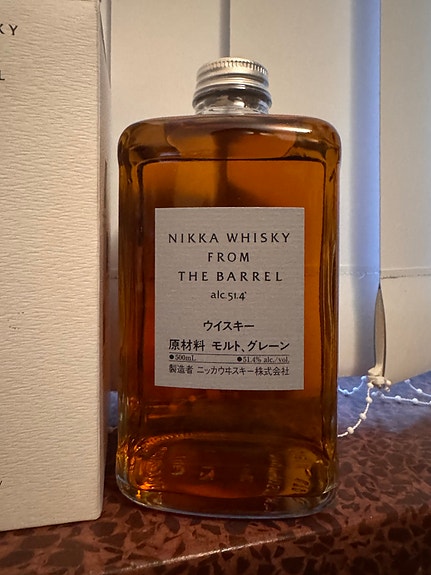 NIKKA WHISKY
FROM
THE BARREL
alc 51.4°
ウイスキー
原材料 モルト、グレーン
●500mL ●51.4% alc./vol.
製造者 ニッカウヰスキー株式会社
KY
L
Y